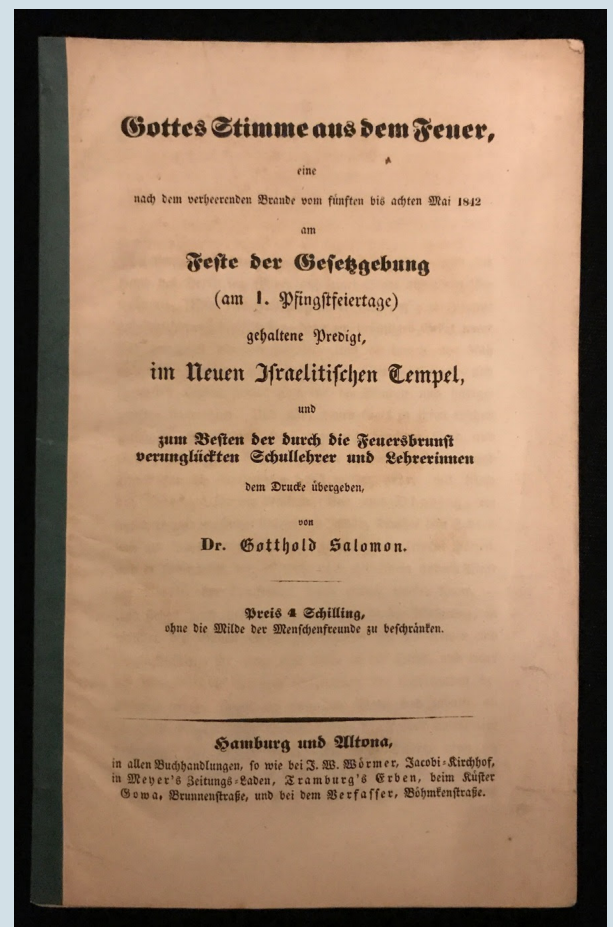 Gottes Stimme aus dem Feuer,
eine
nach dem verheerenden Brande vom fünften bis achten Mai 1842
am
Feste der Gesetzgebung
(am 1. Pfingstfeiertage)
gehaltene Predigt,
im Neuen Israelitischen Tempel,
und
zum Besten der durch die Feuersbrunst
verunglückten Schullehrer und Lehrerinnen
dem Drucke übergeben,
von
Dr. Gotthold Salomon.
Preis 4 Schilling,
ohne die Milde der Menschenfreunde zu beschränken.
Hamburg und Altona,
in allen Buchhandlungen, so wie bei J. W. Wörmer, Jacobi-Kirchhof,
in Meyer's Zeitungs-Laden, Tramburg's Erben, beim Küster
Gowa, Brunnenstraße, und bei dem Verfasser, Böhmkenstraße.